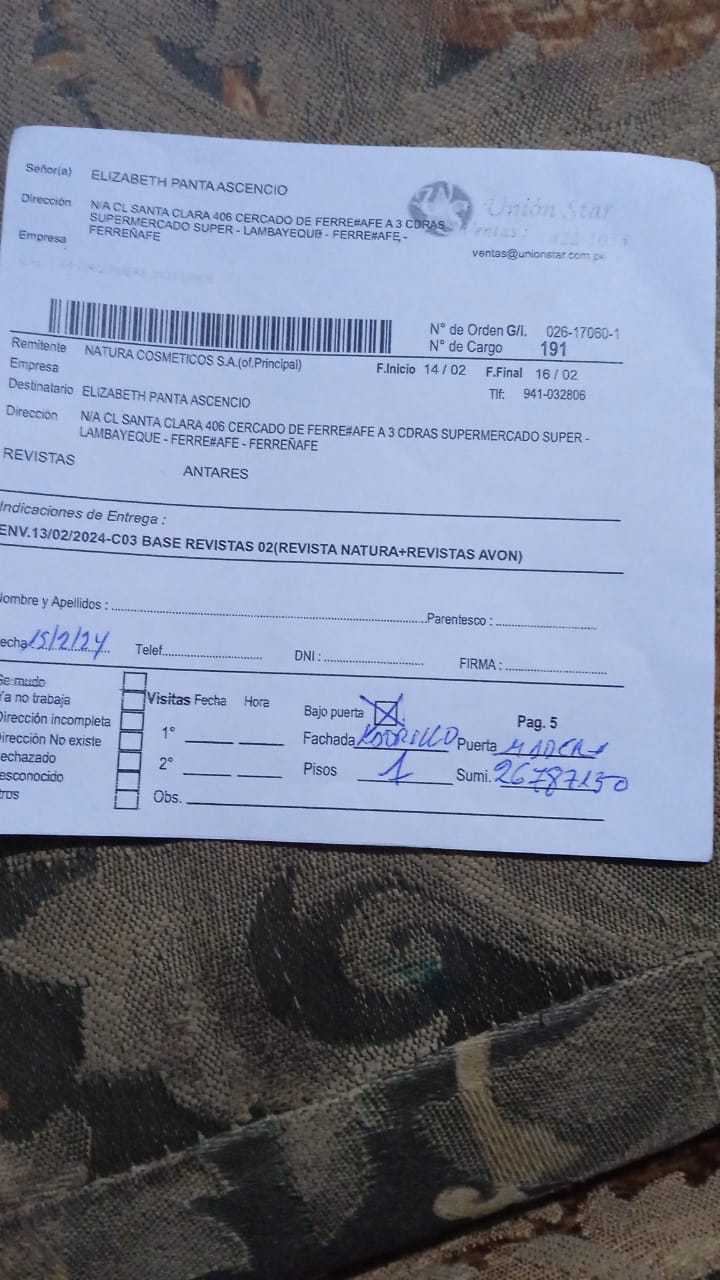 Señor(a) ELIZABETH PANTA ASCENCIO
Dirección N/A CL SANTA CLARA 406 CERCADO DE FERRE#AFE A 3 CDRAS
SUPERMERCADO SUPER - LAMBAYEQUE - FERRE#AFE, -
FERREÑAFE
Empresa
Unión Star
Ventas :
ventas@unionstar.com.pe
N° de Orden G/I. 026-17060-1
N° de Cargo 191
Remitente NATURA COSMETICOS S.A.(of.Principal)
F.Inicio 14 / 02 F.Final 16 / 02
Empresa
Tlf: 941-032806
Destinatario ELIZABETH PANTA ASCENCIO
Dirección N/A CL SANTA CLARA 406 CERCADO DE FERRE#AFE A 3 CDRAS SUPERMERCADO SUPER -
LAMBAYEQUE - FERRE#AFE - FERREÑAFE
REVISTAS ANTARES
Indicaciones de Entrega :
ENV.13/02/2024-C03 BASE REVISTAS 02(REVISTA NATURA+REVISTAS AVON)
Nombre y Apellidos : Parentesco :
echa 15/2/24 Telef. DNI : FIRMA :
Se mudo
Ya no trabaja
Dirección incompleta
Dirección No existe
echazado
esconocido
tros
Visitas Fecha Hora
1°
2°
Obs.
Bajo puerta X Pag. 5
Fachada LADRILLO Puerta MADERA
Pisos 1 Sumi. 26787150